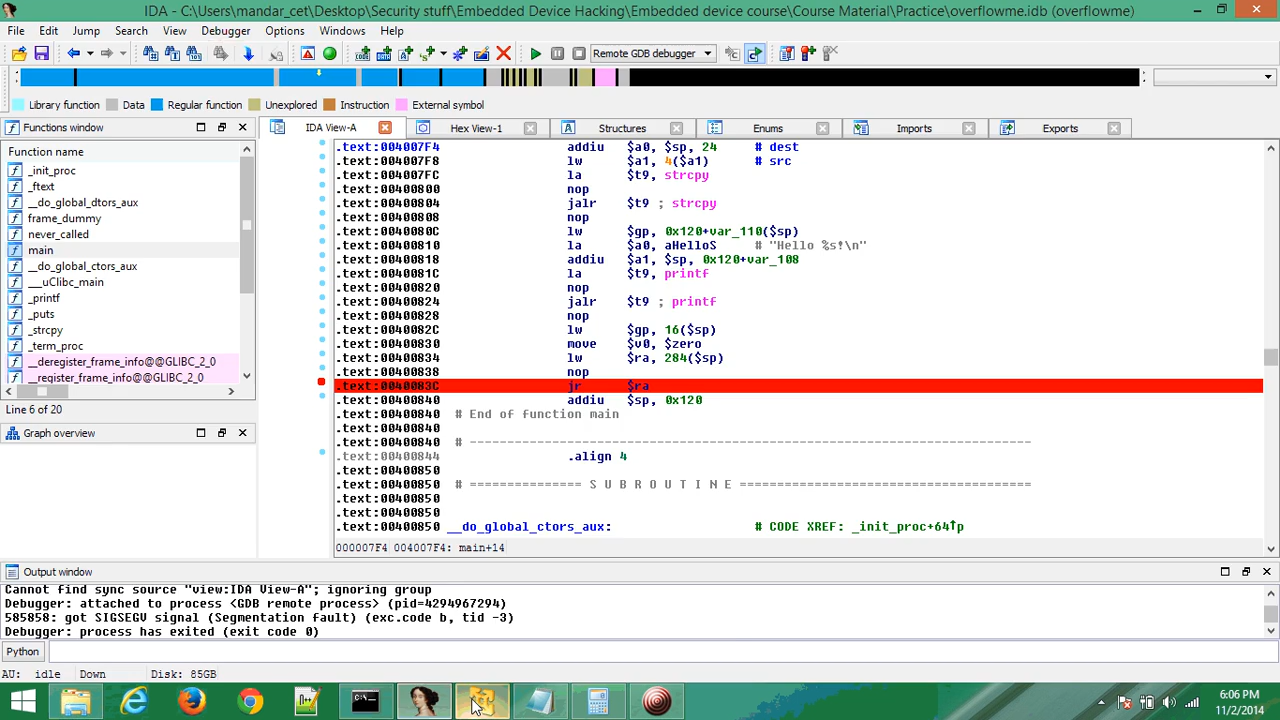 IDA - C:\Users\mandar_cet\Desktop\Security stuff\Embedded Device Hacking\Embedded device course\Course Material\Practice\overflowme.idb (overflowme)
File Edit Jump Search View Debugger Options Windows Help
Remote GDB debugger
Library function Data Regular function Unexplored Instruction External symbol
Functions window IDA View-A Hex View-1 Structures Enums Imports Exports
Function name
_init_proc
_ftext
__do_global_dtors_aux
frame_dummy
never_called
main
__do_global_ctors_aux
___uClibc_main
_printf
_puts
_strcpy
_term_proc
__deregister_frame_info@@GLIBC_2_0
__register_frame_info@@GLIBC_2_0
Line 6 of 20
Graph overview
.text:004007F4 addiu $a0, $sp, 24 # dest
.text:004007F8 lw $a1, 4($a1) # src
.text:004007FC la $t9, strcpy
.text:00400800 nop
.text:00400804 jalr $t9 ; strcpy
.text:00400808 nop
.text:0040080C lw $gp, 0x120+var_110($sp)
.text:00400810 la $a0, aHelloS # "Hello %s!\n"
.text:00400818 addiu $a1, $sp, 0x120+var_108
.text:0040081C la $t9, printf
.text:00400820 nop
.text:00400824 jalr $t9 ; printf
.text:00400828 nop
.text:0040082C lw $gp, 16($sp)
.text:00400830 move $v0, $zero
.text:00400834 lw $ra, 284($sp)
.text:00400838 nop
.text:0040083C jr $ra
.text:00400840 addiu $sp, 0x120
.text:00400840 # End of function main
.text:00400840
.text:00400840 # ---------------------------------------------------------------------------
.text:00400844 .align 4
.text:00400850
.text:00400850 # =============== S U B R O U T I N E =======================================
.text:00400850
.text:00400850
.text:00400850 __do_global_ctors_aux: # CODE XREF: _init_proc+64↑p
000007F4 004007F4: main+14
Output window
Cannot find sync source "view:IDA View-A"; ignoring group
Debugger: attached to process <GDB remote process> (pid=4294967294)
585858: got SIGSEGV signal (Segmentation fault) (exc.code b, tid -3)
Debugger: process has exited (exit code 0)
Python
AU: idle Down Disk: 85GB
6:06 PM
11/2/2014